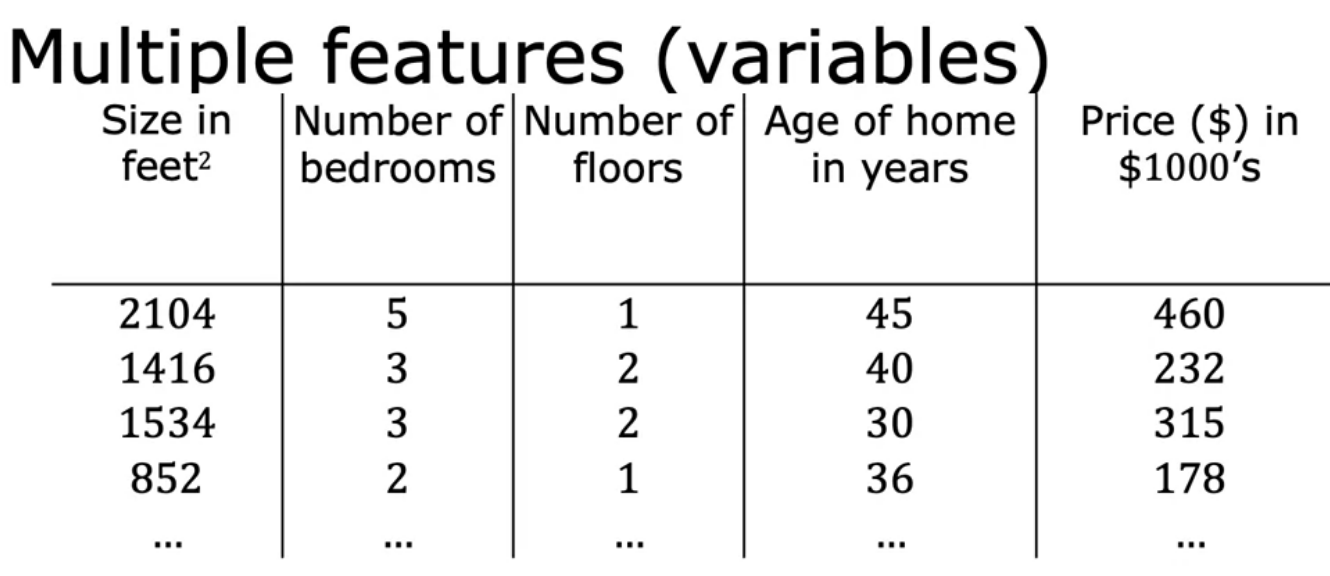 Multiple features (variables)
Size in feet² Number of bedrooms Number of floors Age of home in years Price ($) in $1000’s
2104 5 1 45 460
1416 3 2 40 232
1534 3 2 30 315
852 2 1 36 178
... ... ... ... ...